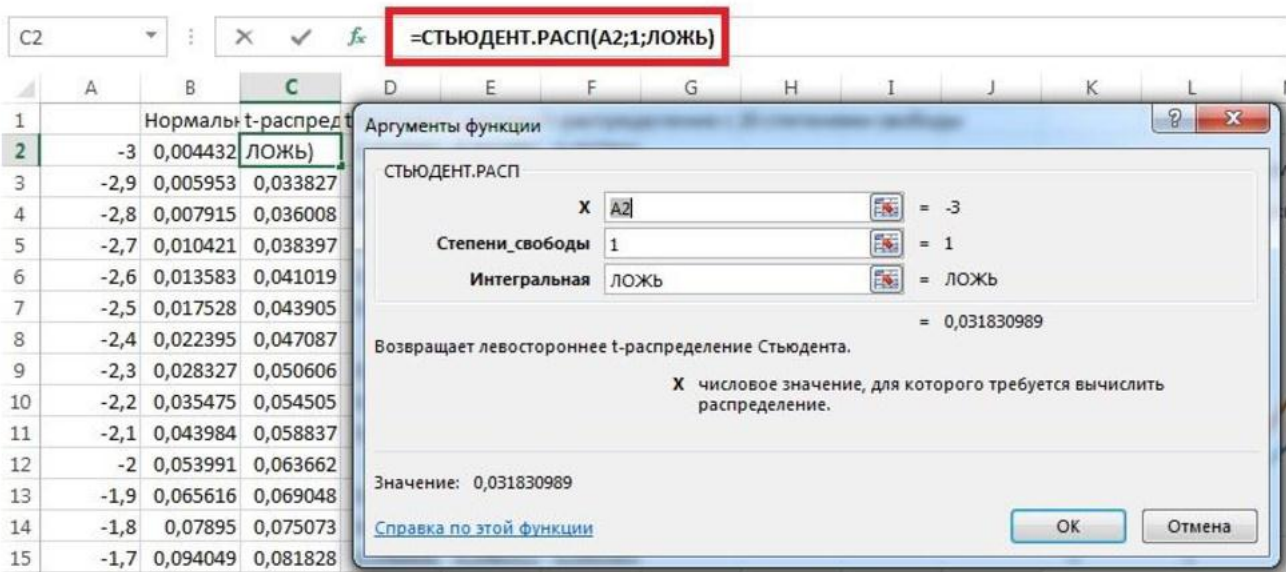 C2 fx =СТЬЮДЕНТ.РАСП(A2;1;ЛОЖЬ)
A B C D E F G H I J K L
1 Нормальн t-распред t
2 -3 0,004432 ЛОЖЬ)
3 -2,9 0,005953 0,033827
4 -2,8 0,007915 0,036008
5 -2,7 0,010421 0,038397
6 -2,6 0,013583 0,041019
7 -2,5 0,017528 0,043905
8 -2,4 0,022395 0,047087
9 -2,3 0,028327 0,050606
10 -2,2 0,035475 0,054505
11 -2,1 0,043984 0,058837
12 -2 0,053991 0,063662
13 -1,9 0,065616 0,069048
14 -1,8 0,07895 0,075073
15 -1,7 0,094049 0,081828
Аргументы функции ? X
СТЬЮДЕНТ.РАСП
X A2 = -3
Степени_свободы 1 = 1
Интегральная ЛОЖЬ = ЛОЖЬ
= 0,031830989
Возвращает левостороннее t-распределение Стьюдента.
X числовое значение, для которого требуется вычислить
распределение.
Значение: 0,031830989
Справка по этой функции OK Отмена